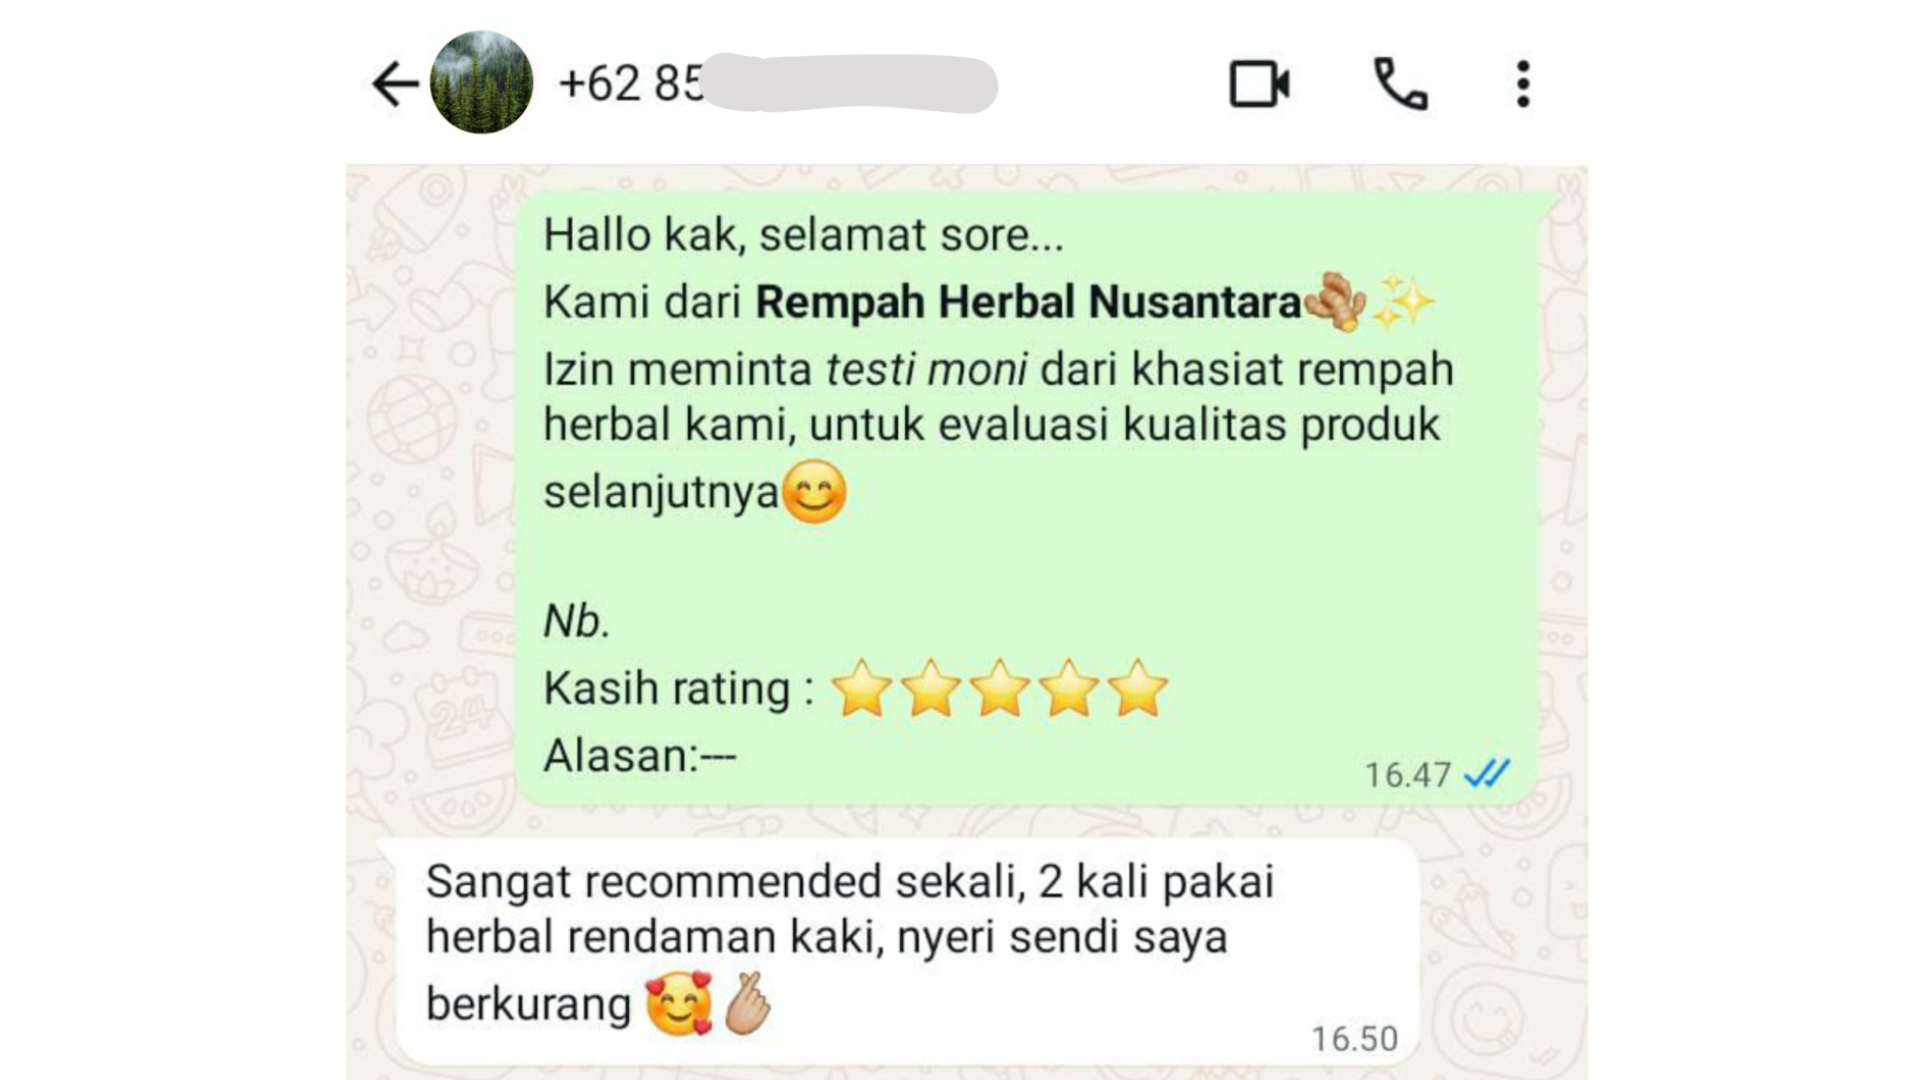 +62 85
Hallo kak, selamat sore...
Kami dari Rempah Herbal Nusantara🫚✨
Izin meminta testi moni dari khasiat rempah
herbal kami, untuk evaluasi kualitas produk
selanjutnya😊
Nb.
Kasih rating : ⭐⭐⭐⭐⭐
Alasan:---
16.47
Sangat recommended sekali, 2 kali pakai
herbal rendaman kaki, nyeri sendi saya
berkurang 🥰🫰🏼
16.50